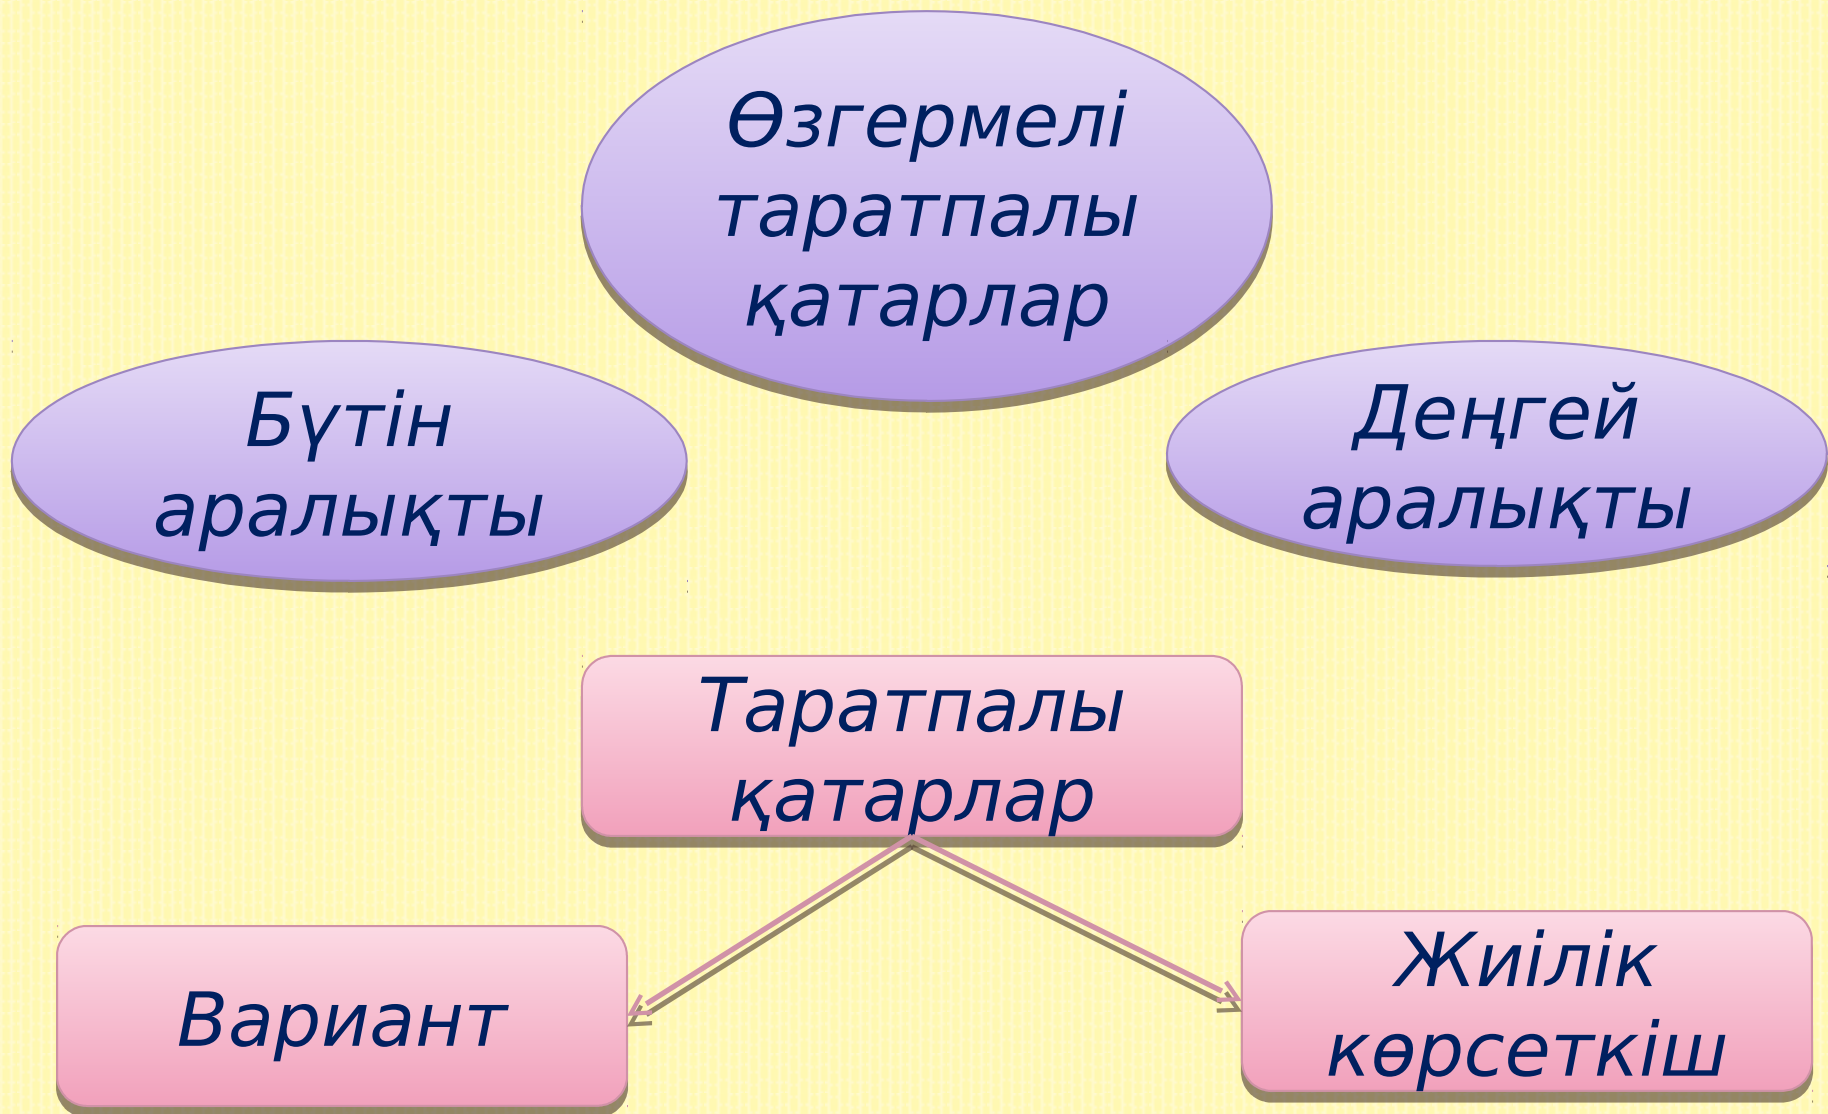 Өзгермелі
таратпалы
қатарлар
Бүтін
аралықты
Деңгей
аралықты
Таратпалы
қатарлар
Вариант
Жиілік
көрсеткіш